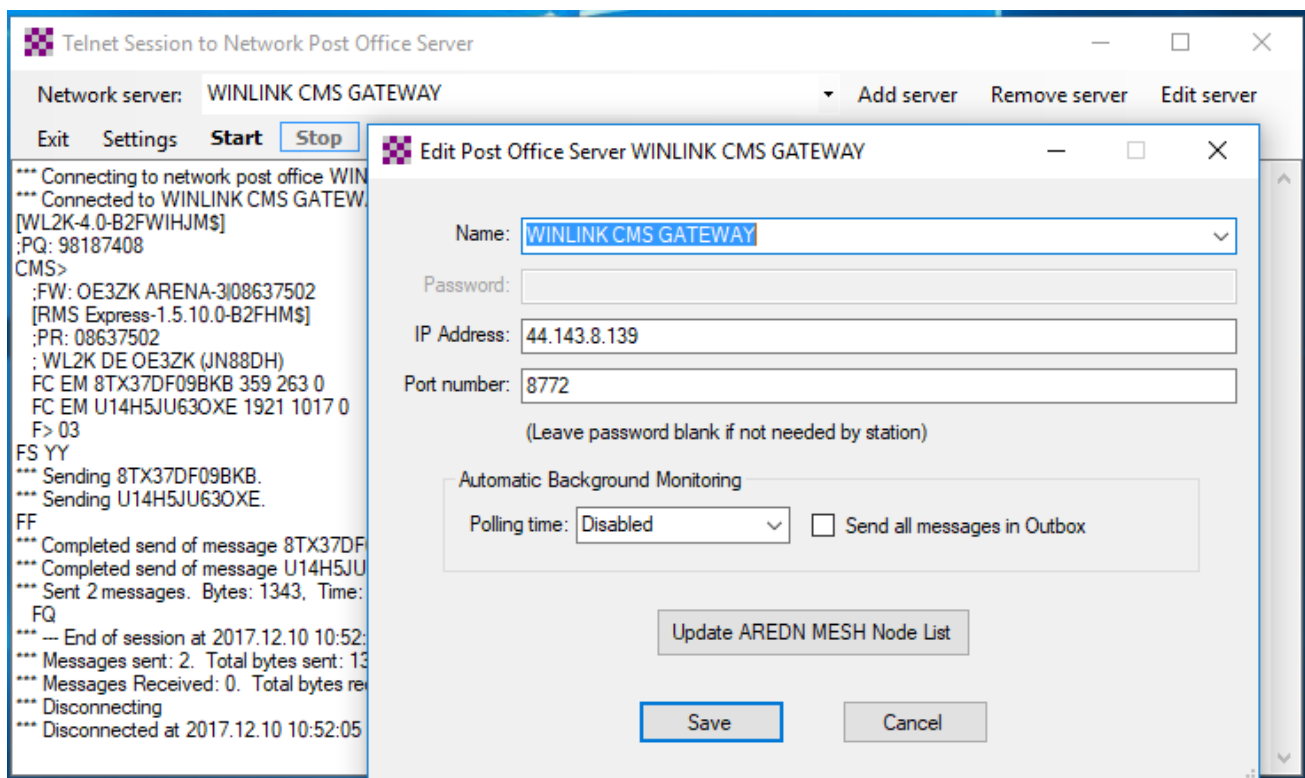 Telnet Session to Network Post Office Server
Network server: WINLINK CMS GATEWAY Add server Remove server Edit server
Exit Settings Start Stop
*** Connecting to network post office WIN
*** Connected to WINLINK CMS GATEW
[WL2K-4.0-B2FWIHJM$]
;PQ: 98187408
CMS>
;FW: OE3ZK ARENA-3|08637502
[RMS Express-1.5.10.0-B2FHM$]
;PR: 08637502
; WL2K DE OE3ZK (JN88DH)
FC EM 8TX37DF09BKB 359 263 0
FC EM U14H5JU63OXE 1921 1017 0
F> 03
FS YY
*** Sending 8TX37DF09BKB.
*** Sending U14H5JU63OXE.
FF
*** Completed send of message 8TX37DF
*** Completed send of message U14H5JU
*** Sent 2 messages.  Bytes: 1343,  Time:
FQ
*** --- End of session at 2017.12.10 10:52:
*** Messages sent: 2.  Total bytes sent: 13
*** Messages Received: 0.  Total bytes re
*** Disconnecting
*** Disconnected at 2017.12.10 10:52:05
Edit Post Office Server WINLINK CMS GATEWAY
Name: WINLINK CMS GATEWAY
Password:
IP Address: 44.143.8.139
Port number: 8772
(Leave password blank if not needed by station)
Automatic Background Monitoring
Polling time: Disabled Send all messages in Outbox
Update AREDN MESH Node List
Save Cancel